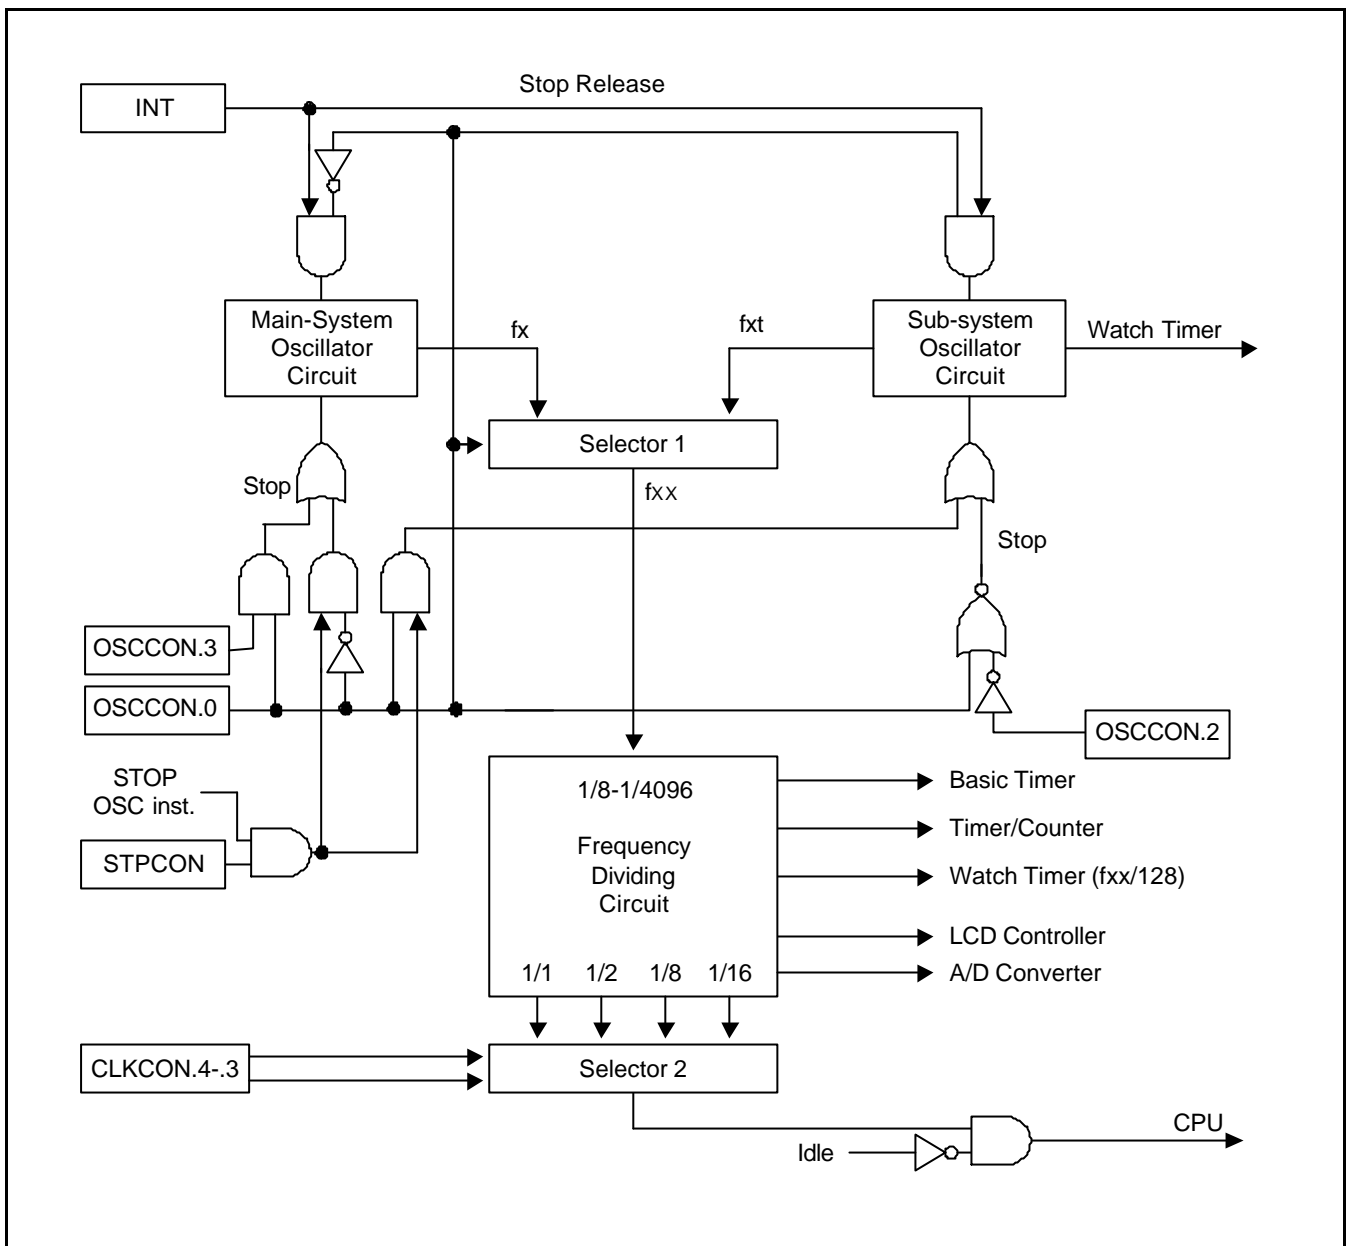 Stop Release
INT
Main-System
Oscillator
Circuit
fx
fxt
Sub-system
Oscillator
Circuit
Watch Timer
Selector 1
Stop
fxx
Stop
OSCCON.3
OSCCON.0
OSCCON.2
STOP
OSC inst.
STPCON
1/8-1/4096
Frequency
Dividing
Circuit
1/1 1/2 1/8 1/16
Basic Timer
Timer/Counter
Watch Timer (fxx/128)
LCD Controller
A/D Converter
CLKCON.4-.3
Selector 2
Idle
CPU